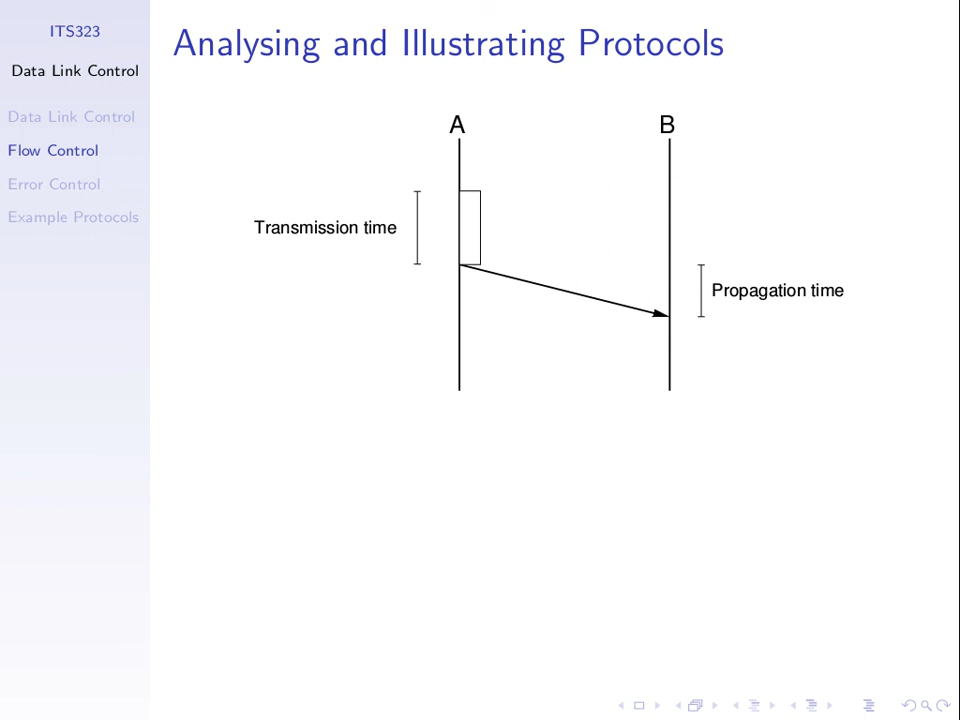 ITS323
Data Link Control
Data Link Control
Flow Control
Error Control
Example Protocols
Analysing and Illustrating Protocols
A
B
Transmission time
Propagation time